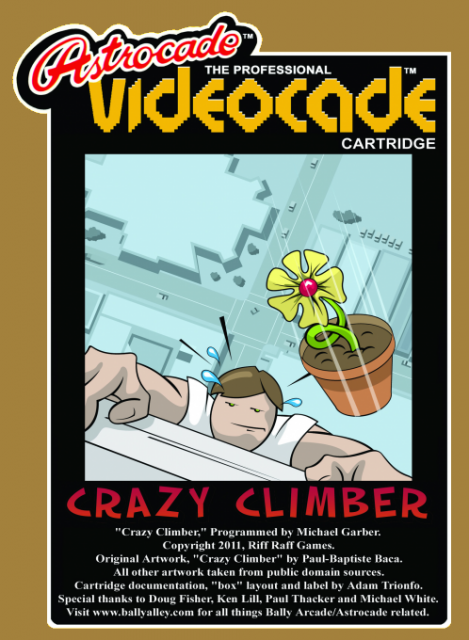 Astrocade™
THE PROFESSIONAL
Videocade™
CARTRIDGE
CRAZY CLIMBER
"Crazy Climber," Programmed by Michael Garber.
Copyright 2011, Riff Raff Games.
Original Artwork, "Crazy Climber" by Paul-Baptiste Baca.
All other artwork taken from public domain sources.
Cartridge documentation, "box" layout and label by Adam Trionfo.
Special thanks to Doug Fisher, Ken Lill, Paul Thacker and Michael White.
Visit www.ballyalley.com for all things Bally Arcade/Astrocade related.